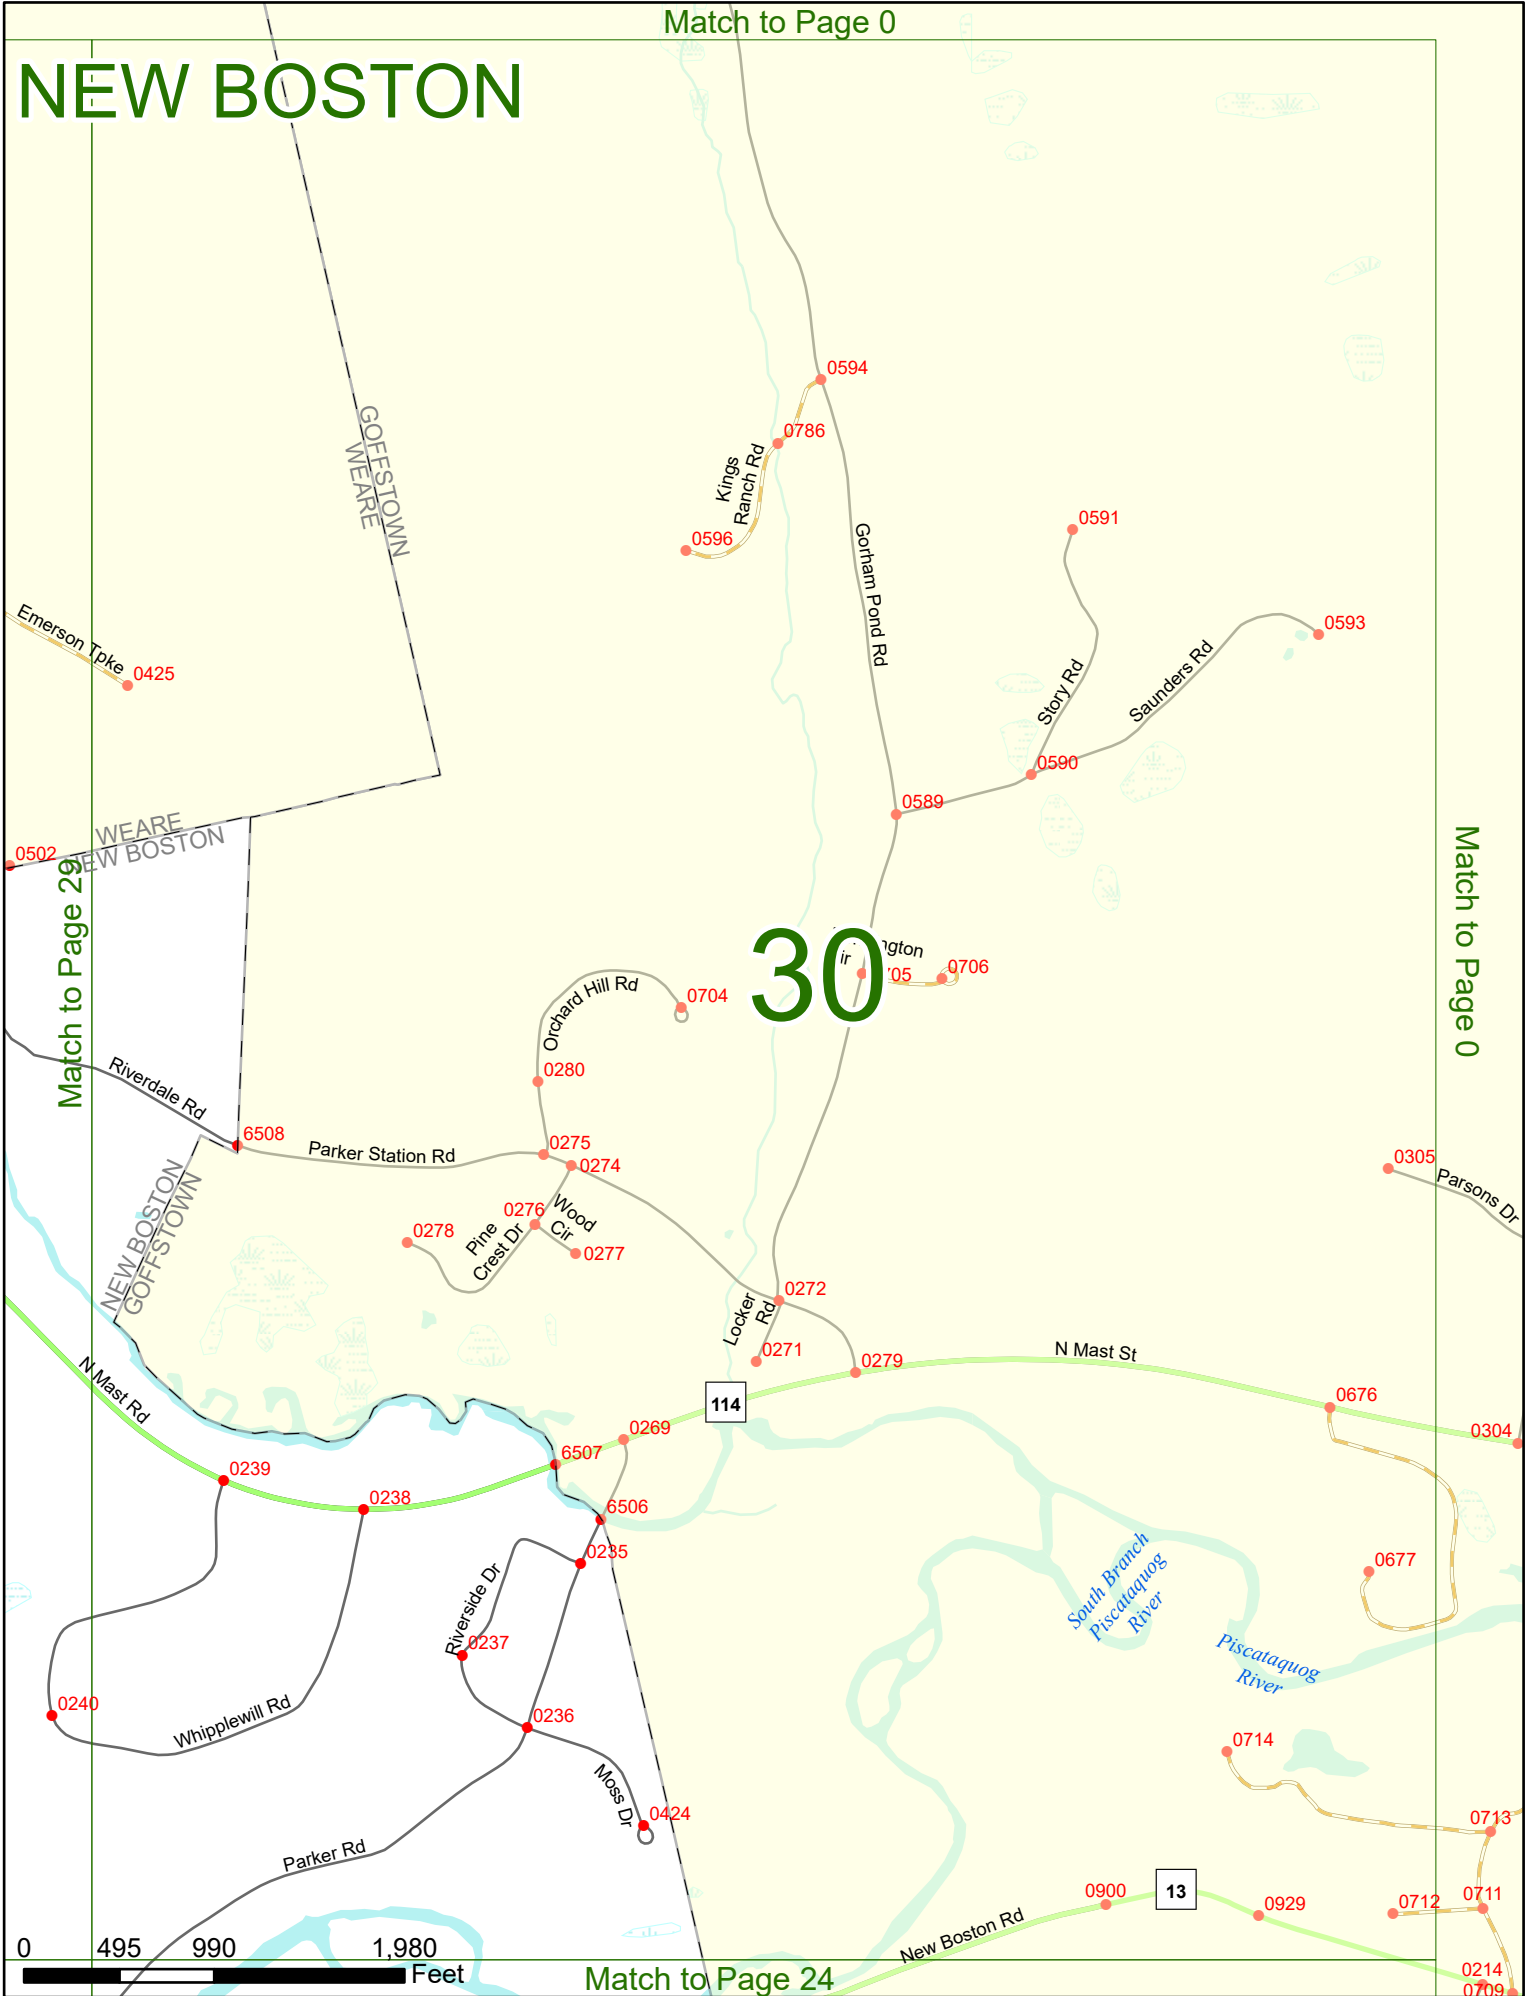 Match to Page 0
NEW BOSTON
GOFFSTOWN
WEARE
0594
0786
Kings
Ranch Rd
0596
Gorham Pond Rd
0591
0593
Story Rd
Saunders Rd
0590
0589
Emerson Tpke
0425
WEARE
NEW BOSTON
0502
Match to Page 29
Match to Page 0
30
0706
Orchard Hill Rd
0704
0280
Riverdale Rd
6508
Parker Station Rd
0275
0274
0305
Parsons Dr
NEW BOSTON
GOFFSTOWN
0276
Wood
Cir
0278
Pine
Crest Dr
0277
0272
Locker
Rd
0271
0279
N Mast St
N Mast Rd
114
0676
0269
0304
6507
0239
0238
6506
0235
0677
South Branch
Piscataquog
River
Riverside Dr
0237
Piscataquog
River
0240
Whipplewill Rd
0236
0714
Moss Dr
0424
0713
Parker Rd
0900
13
0929
0712
0711
New Boston Rd
0 495 990 1,980
Feet
Match to Page 24
0214
0709